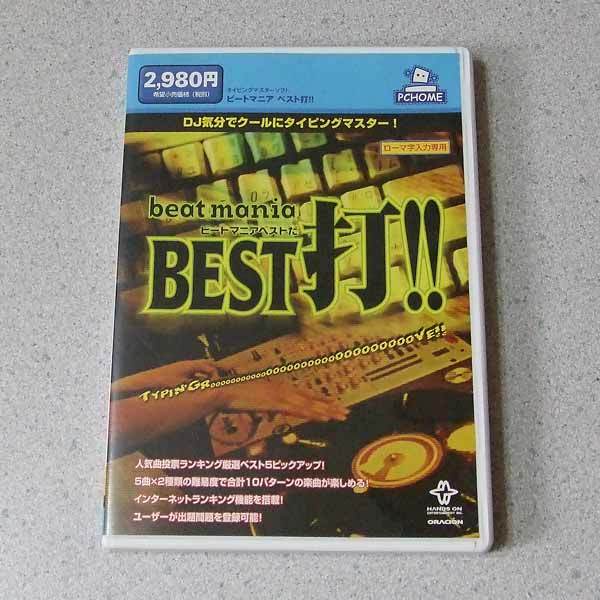 2,980円
希望小売価格(税別)
タイピングマスターソフト
ビートマニア ベスト打!!
PCHOME
DJ気分でクールにタイピングマスター!
ローマ字入力専用
beatmania
ビートマニアベストだ
BEST打!!
TYPIN'GRoooooooooooooooooooooooooooooooOVE!!
人気曲投票ランキング厳選ベスト5ピックアップ!
5曲×2種類の難易度で合計10パターンの楽曲が楽しめる!
インターネットランキング機能を搭載!
ユーザーが出題問題を登録可能!
HANDS ON
ENTERTAINMENT INC.
ORACION